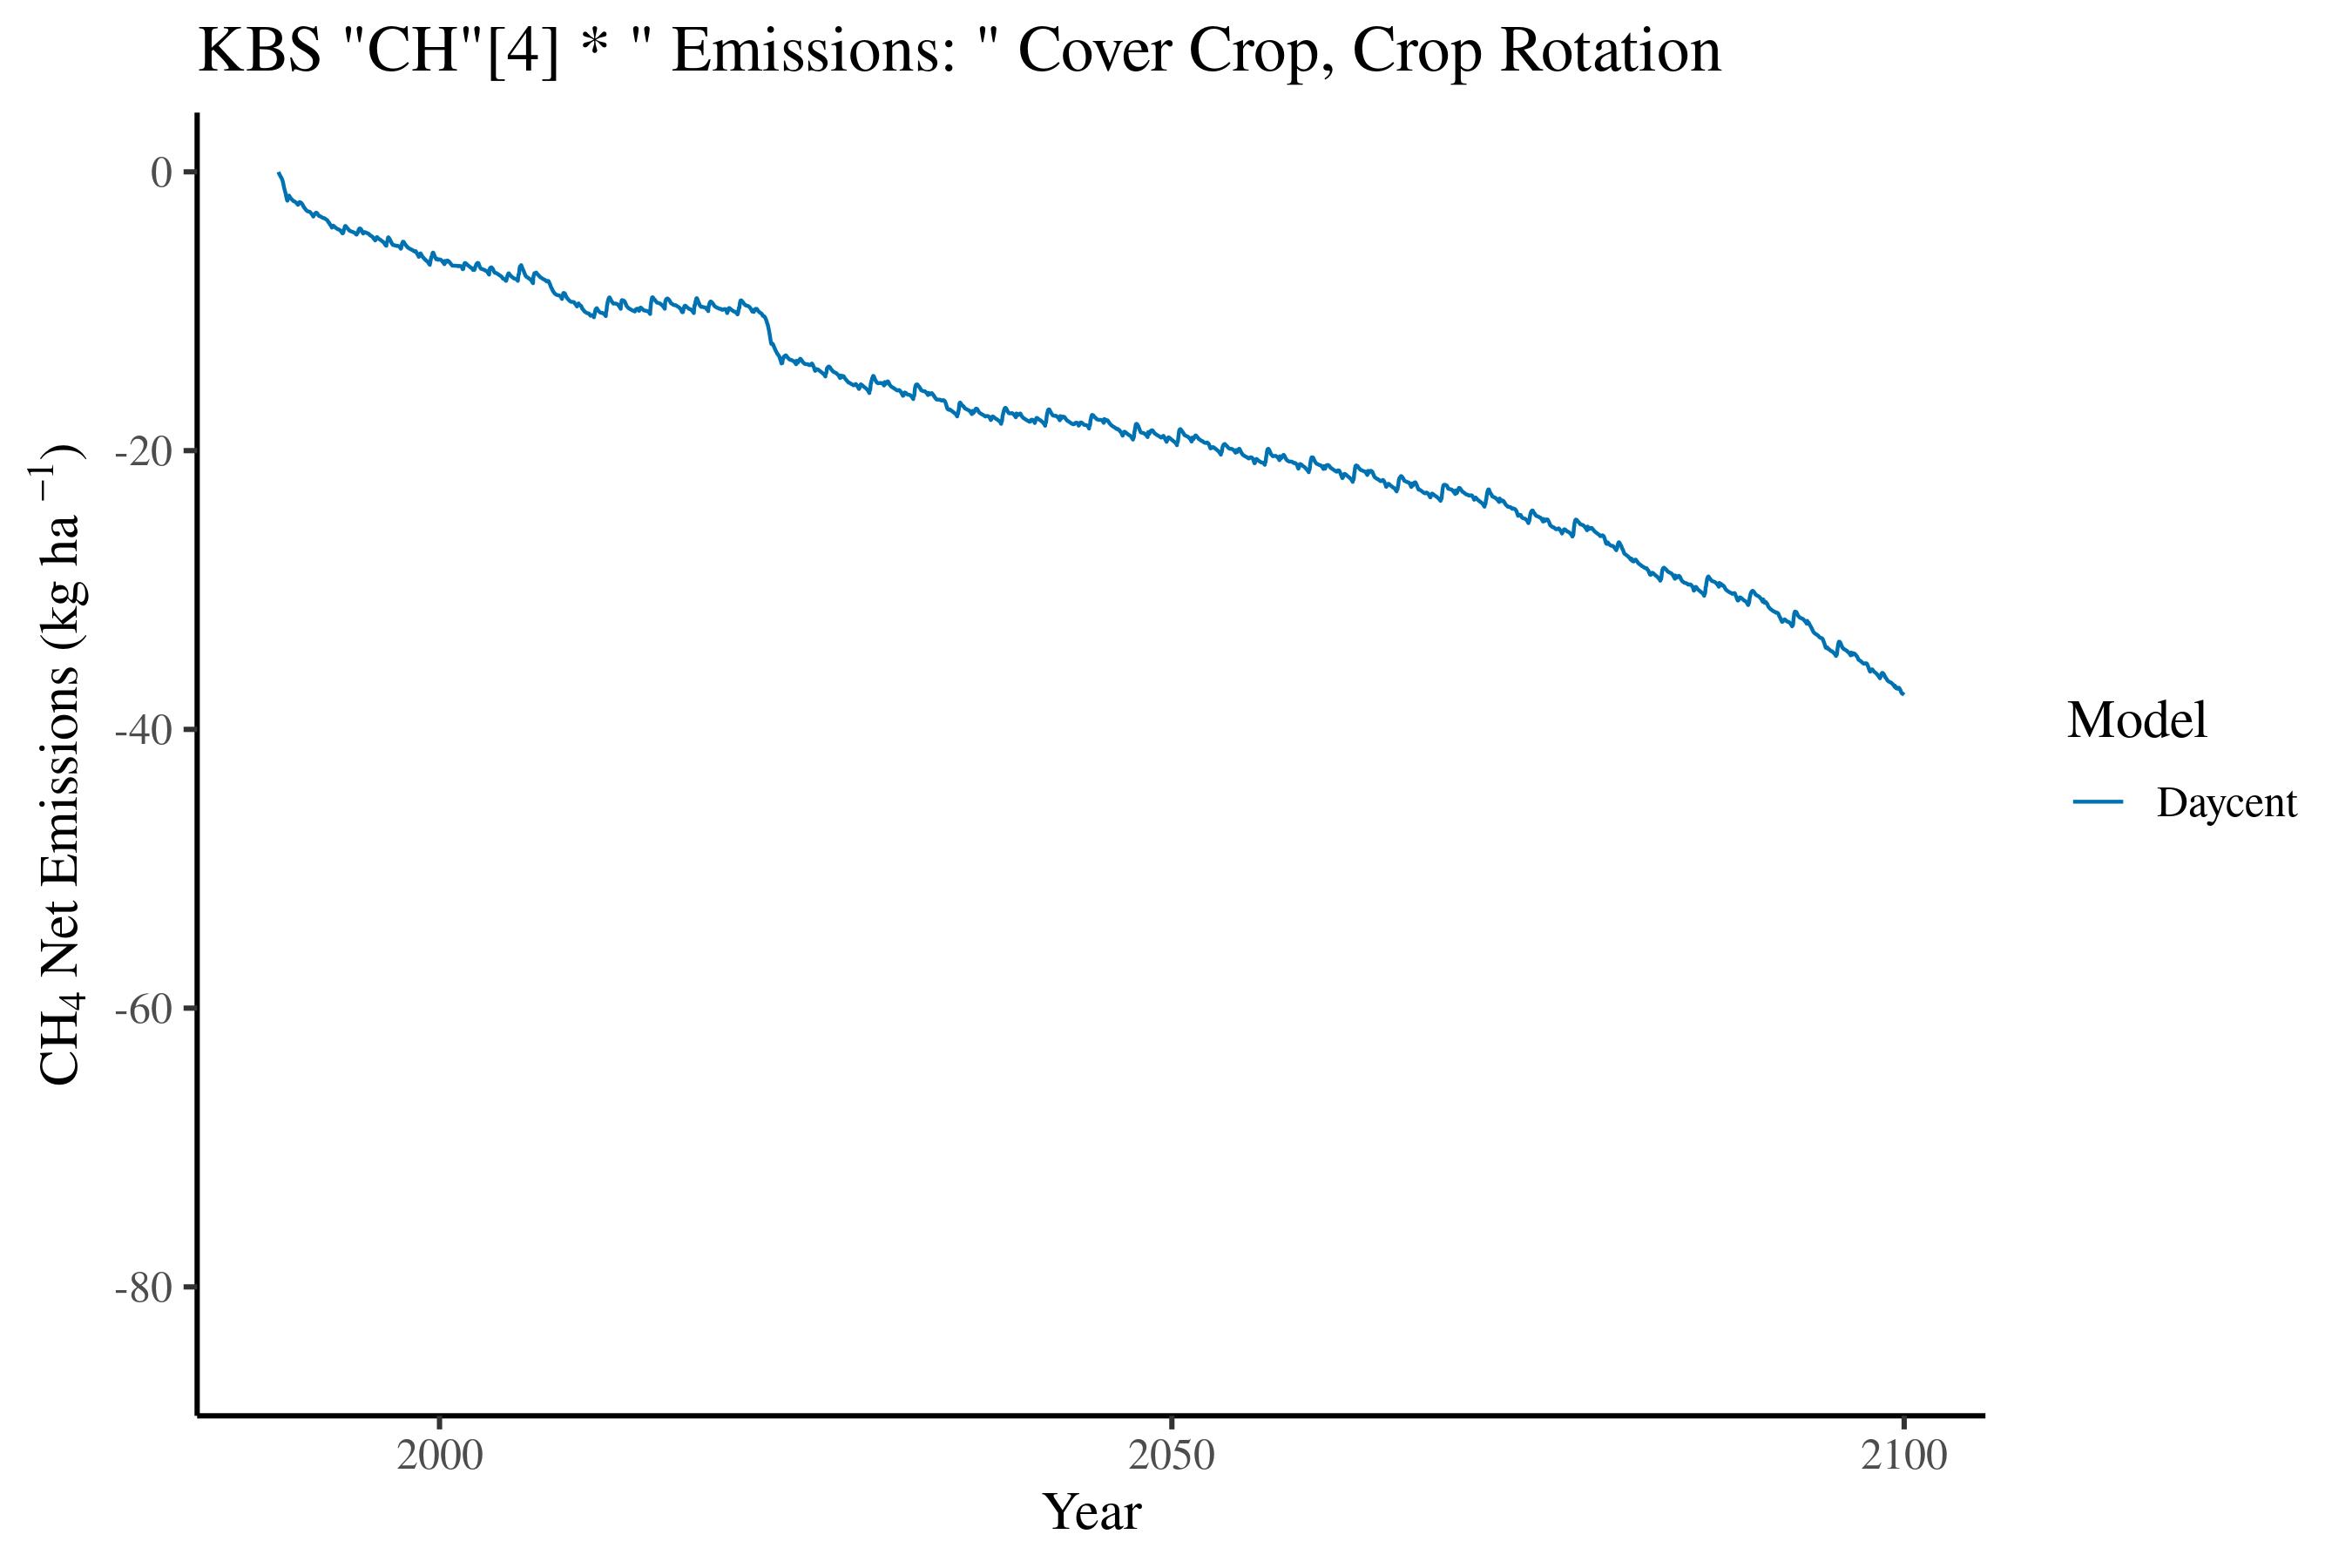 KBS "CH"[4] * " Emissions: " Cover Crop, Crop Rotation
CH₄ Net Emissions (kg ha ⁻¹)
0
-20
-40
-60
-80
2000 2050 2100
Year
Model
Daycent